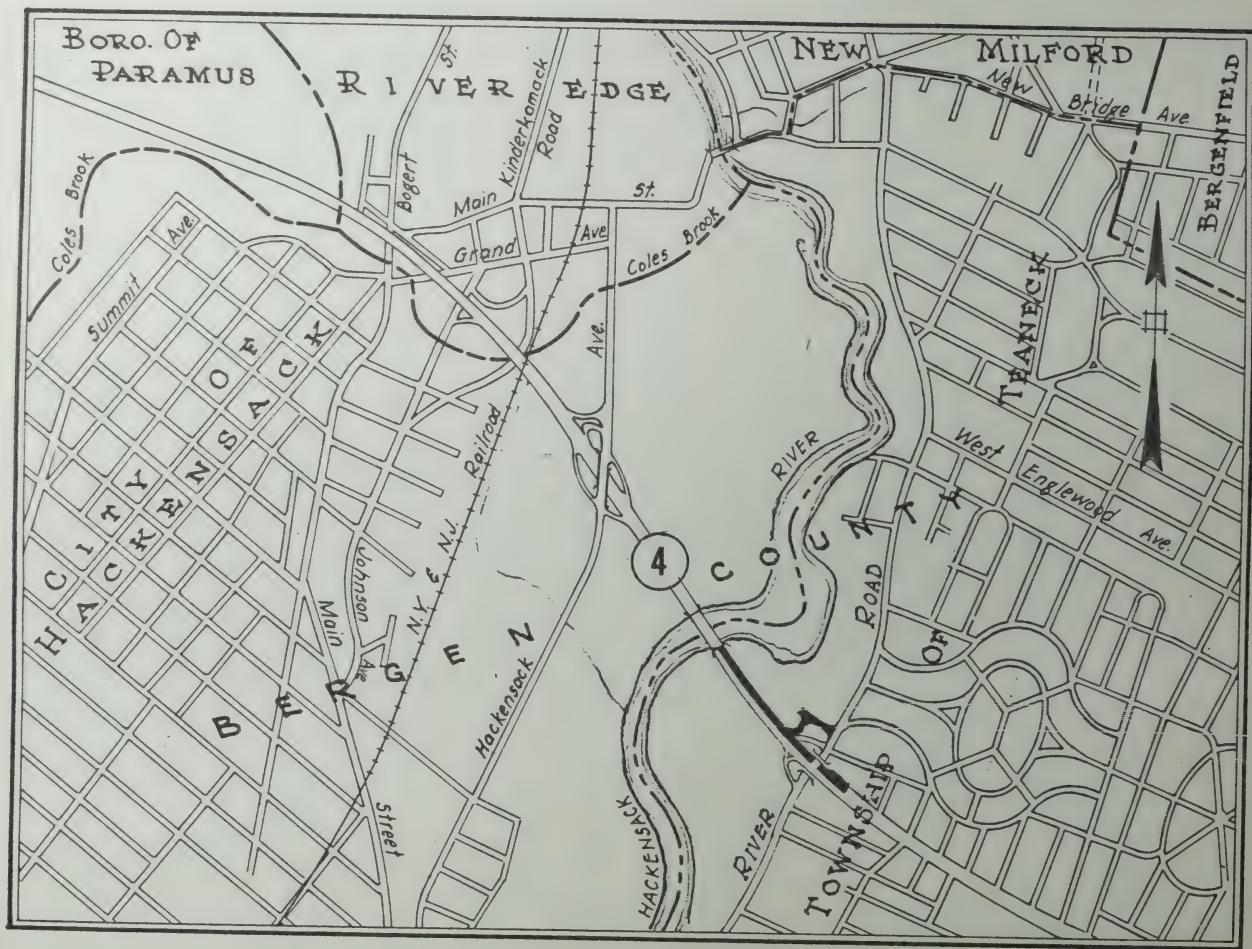 BORO. OF
PARAMUS
RIVER EDGE
NEW MILFORD
BERGENFIELD
New Bridge Ave
Bogert St.
Kinderkamack
Road
Main St.
Grand Ave
Coles Brook
Coles Brook
Summit Ave.
CITY OF
HACKENSACK
TEANECK
West Englewood Ave.
RIVER
Railroad
N.Y. & N.J.
Johnson Ave
Main Street
4
BERGEN COUNTY
Hackensock Ave.
HACKENSACK
RIVER ROAD
TOWNSHIP OF